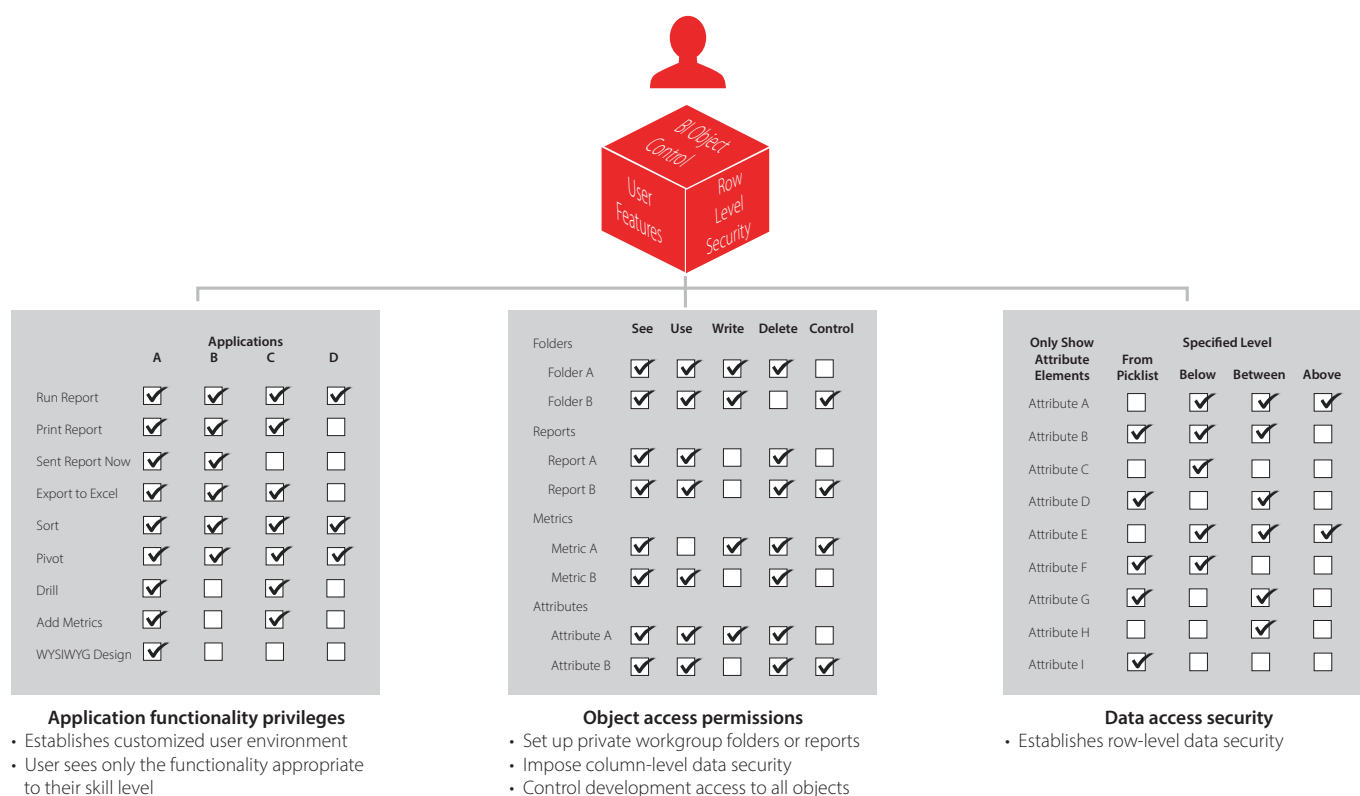 BI Object
Control
User
Features
Row
Level
Security
Applications
A B C D
Run Report
Print Report
Sent Report Now
Export to Excel
Sort
Pivot
Drill
Add Metrics
WYSIWYG Design
Application functionality privileges
• Establishes customized user environment
• User sees only the functionality appropriate
to their skill level
See Use Write Delete Control
Folders
Folder A
Folder B
Reports
Report A
Report B
Metrics
Metric A
Metric B
Attributes
Attribute A
Attribute B
Object access permissions
• Set up private workgroup folders or reports
• Impose column-level data security
• Control development access to all objects
Only Show
Attribute
Elements
From
Picklist
Specified Level
Below Between Above
Attribute A
Attribute B
Attribute C
Attribute D
Attribute E
Attribute F
Attribute G
Attribute H
Attribute I
Data access security
• Establishes row-level data security